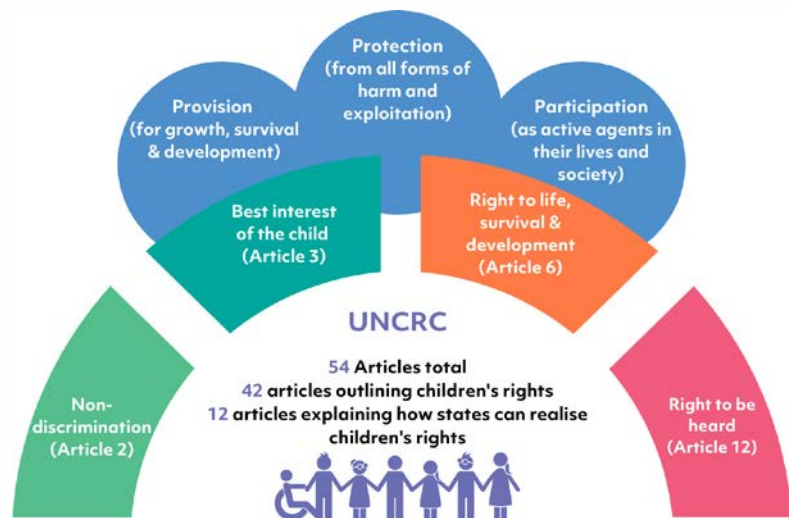 Protection
(from all forms of
harm and
exploitation)
Provision
(for growth, survival
& development)
Participation
(as active agents in
their lives and
society)
Best interest
of the child
(Article 3)
Right to life,
survival &
development
(Article 6)
Non-
discrimination
(Article 2)
Right to be
heard
(Article 12)
UNCRC
54 Articles total
42 articles outlining children's rights
12 articles explaining how states can realise
children's rights